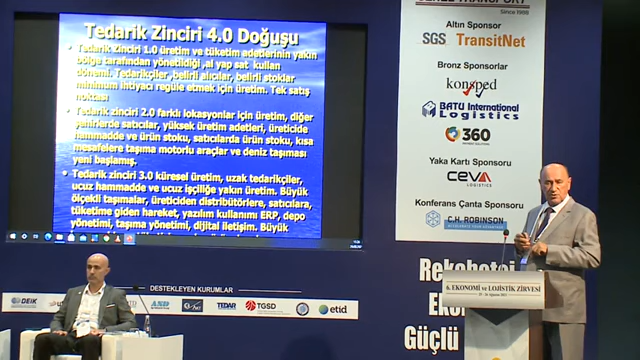 Tedarik Zinciri 4.0 Doğuşu
Tedarik Zinciri 1.0 üretim ve tüketim adetlerinin yakın
bölge tarafından yönetildiği ,al yap sat kullan
dönemi. Tedarikçiler, belirli alıcılar, belirli stoklar
minimum ihtiyacı regüle etmek için üretim. Tek satış
noktası
Tedarik zinciri 2.0 farklı lokasyonlar için üretim, diğer
şehirlerde satıcılar, yüksek üretim adetleri, üreticide
hammadde ve ürün stoku, satıcılarda ürün stoku, kısa
mesafelere taşıma motorlu araçlar ve deniz taşıması
yeni başlamış.
Tedarik zinciri 3.0 küresel üretim, uzak tedarikçiler,
ucuz hammadde ve ucuz işçiliğe yakın üretim. Büyük
ölçekli taşımalar, üreticiden distribütörlere, satıcılara,
tüketime giden hareket, yazılım kullanımı ERP, depo
yönetimi, taşıma yönetimi, dijital iletişim. Büyük
Since 1998
Altın Sponsor
SGS TransitNet
Bronz Sponsorlar
konsped
BATU International
Logistics
360
Yaka Kartı Sponsoru
CEVA
LOGISTICS
Konferans Çanta Sponsoru
C.H. ROBINSON
Rekabetçi
Güçlü
6. EKONOMİ ve LOJİSTİK ZİRVESİ
DESTEKLEYEN KURUMLAR
DEİK
TEDAR
TGSD
etid